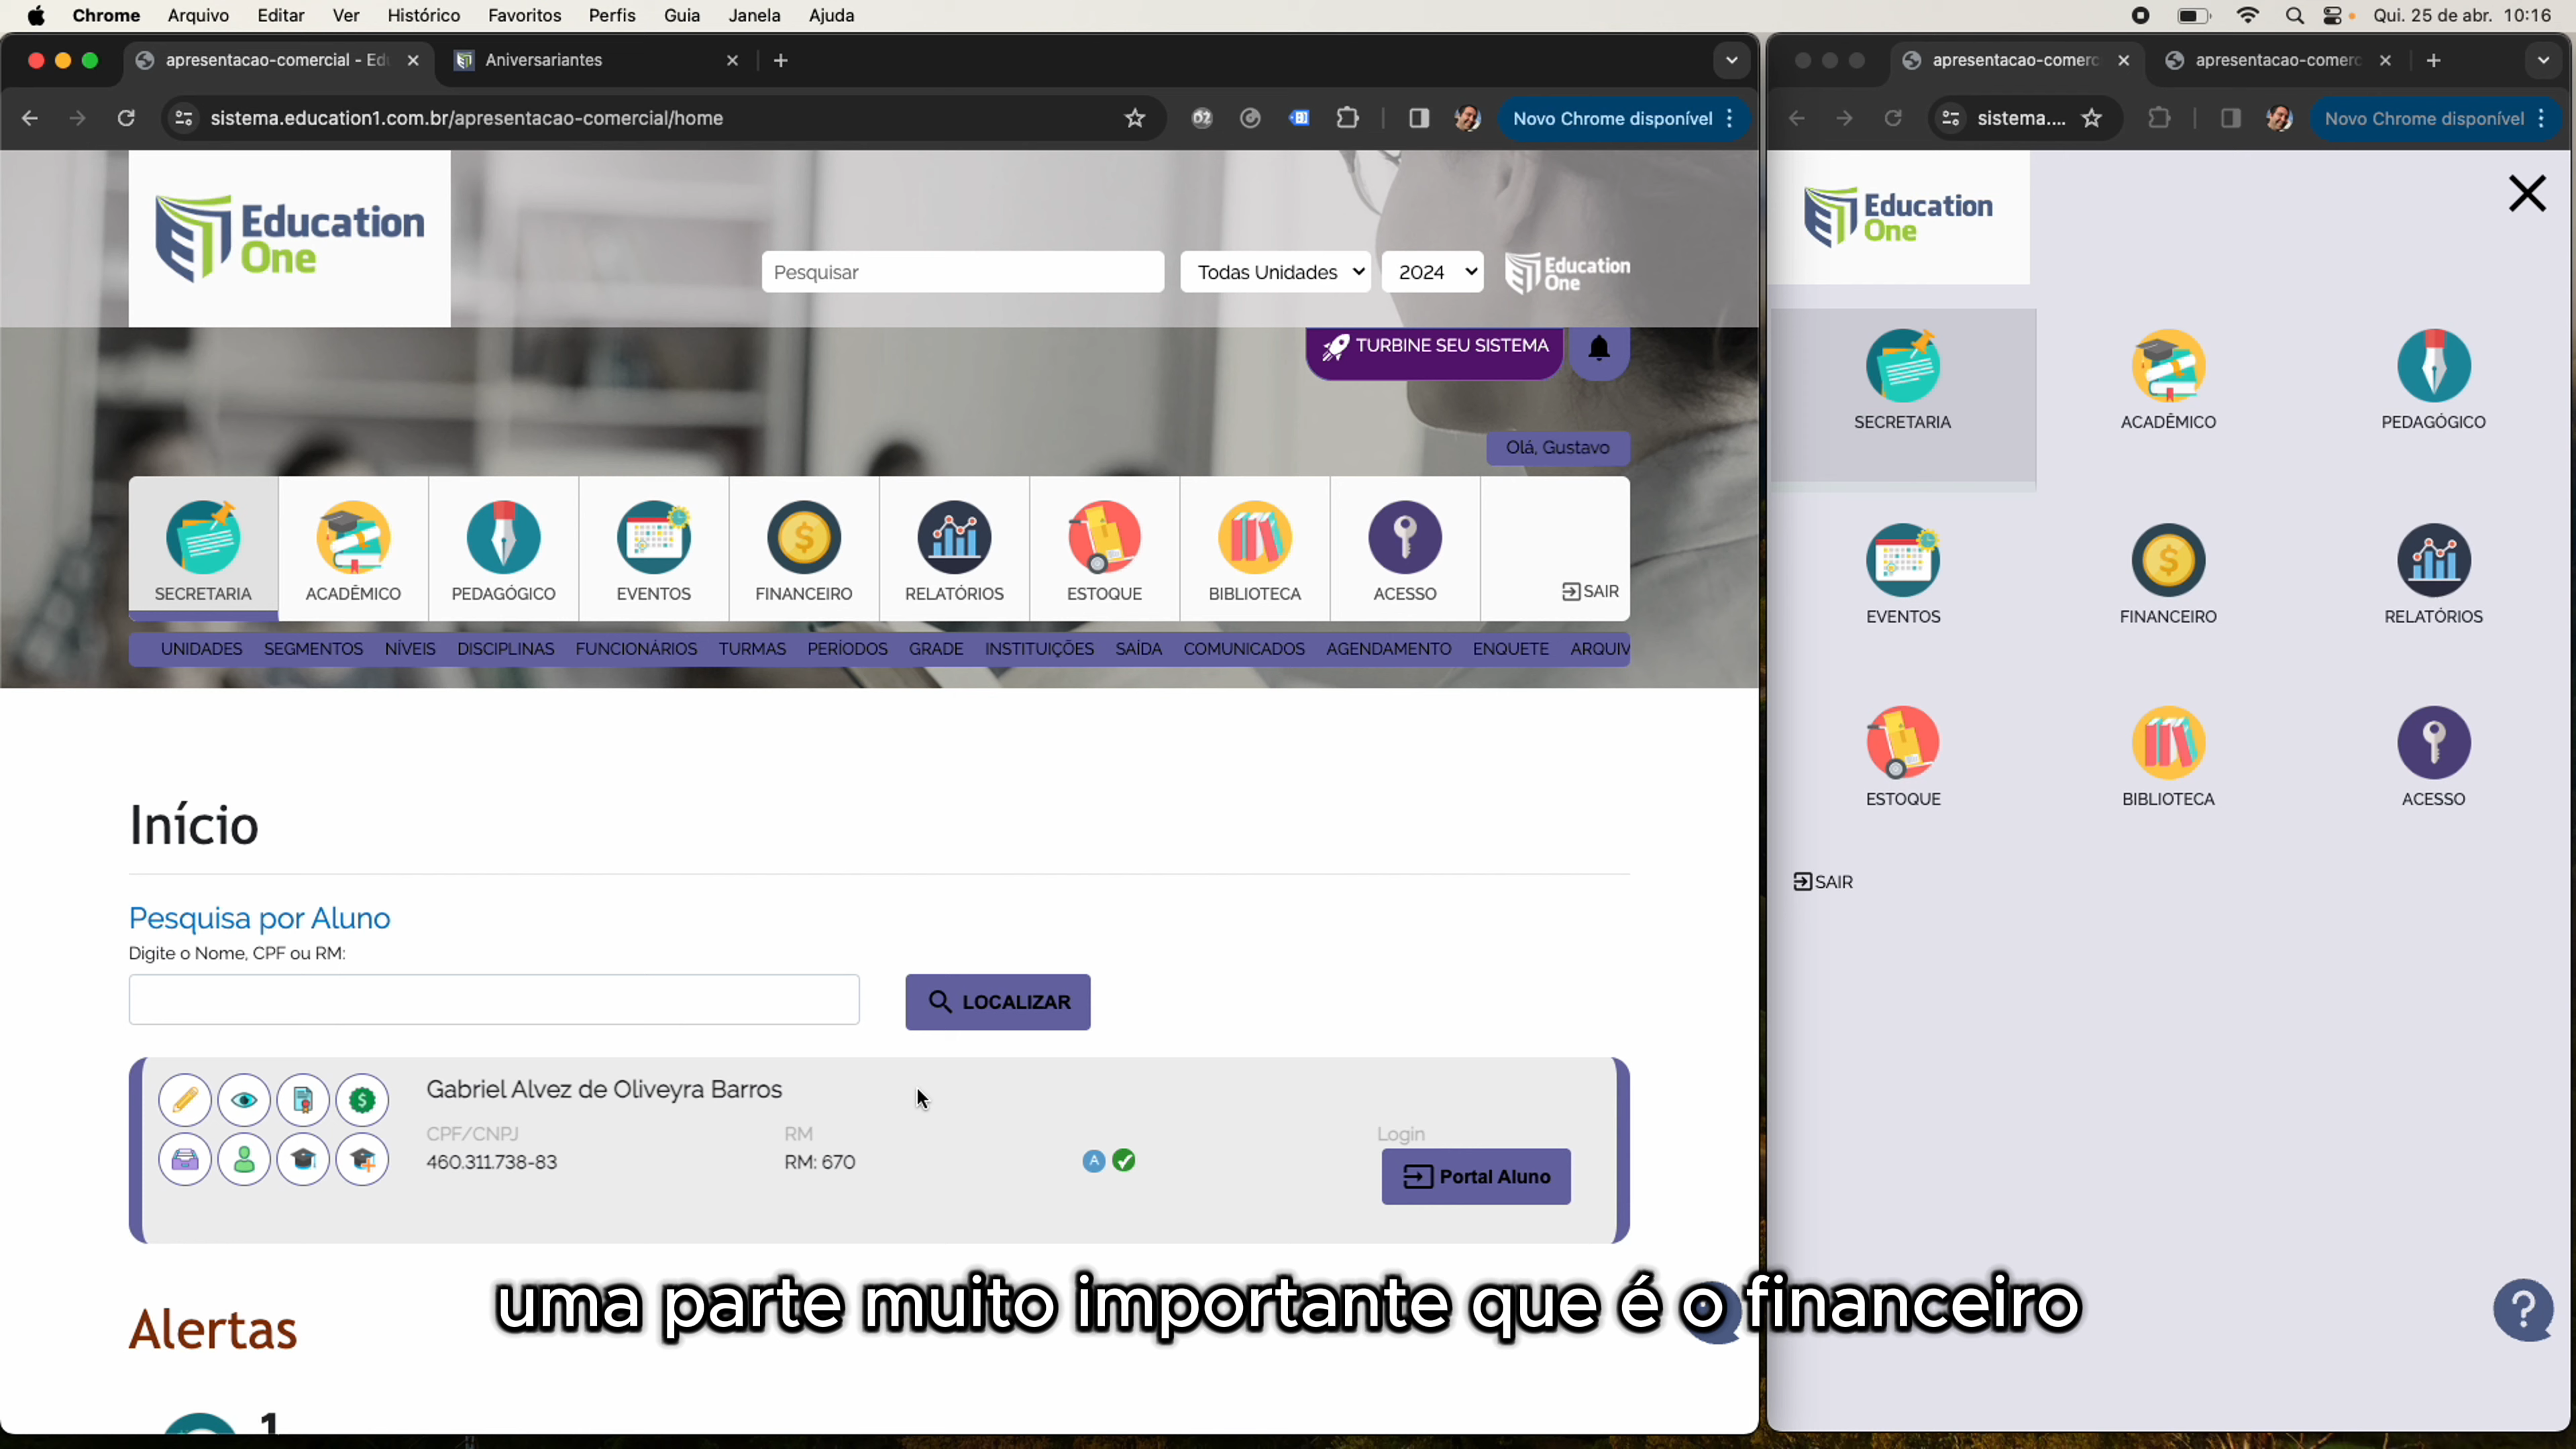 Chrome Arquivo Editar Ver Histórico Favoritos Perfis Guia Janela Ajuda Qui. 25 de abr. 10:16
apresentacao-comercial - Ed Aniversariantes
sistema.education1.com.br/apresentacao-comercial/home Novo Chrome disponível
Education One
Pesquisar Todas Unidades 2024 Education One
TURBINE SEU SISTEMA
Olá, Gustavo
SECRETARIA ACADÊMICO PEDAGÓGICO EVENTOS FINANCEIRO RELATÓRIOS ESTOQUE BIBLIOTECA ACESSO SAIR
UNIDADES SEGMENTOS NÍVEIS DISCIPLINAS FUNCIONÁRIOS TURMAS PERÍODOS GRADE INSTITUIÇÕES SAÍDA COMUNICADOS AGENDAMENTO ENQUETE ARQUIV
Início
Pesquisa por Aluno
Digite o Nome, CPF ou RM:
LOCALIZAR
Gabriel Alvez de Oliveyra Barros
CPF/CNPJ RM Login
460.311.738-83 RM: 670 A Portal Aluno
Alertas
1
apresentacao-comerc apresentacao-comerc
sistema.... Novo Chrome disponível
Education One
SECRETARIA ACADÊMICO PEDAGÓGICO
EVENTOS FINANCEIRO RELATÓRIOS
ESTOQUE BIBLIOTECA ACESSO
SAIR
?
uma parte muito importante que é o financeiro